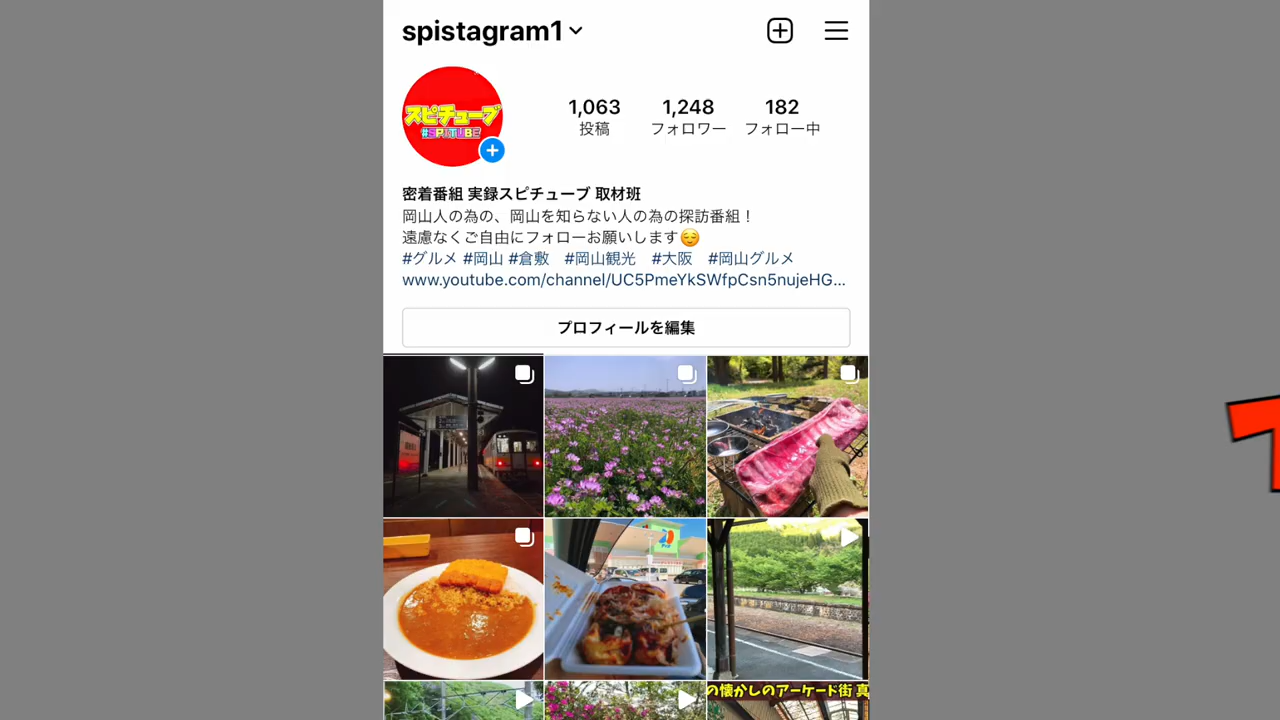 spistagram1
スピチューブ
#SPITUBE
1,063
投稿
1,248
フォロワー
182
フォロー中
密着番組 実録スピチューブ 取材班
岡山人の為の、岡山を知らない人の為の探訪番組！
遠慮なくご自由にフォローお願いします😌
#グルメ #岡山 #倉敷　#岡山観光　#大阪　#岡山グルメ
www.youtube.com/channel/UC5PmeYkSWfpCsn5nujeHG...
プロフィールを編集
の懐かしのアーケード街 真